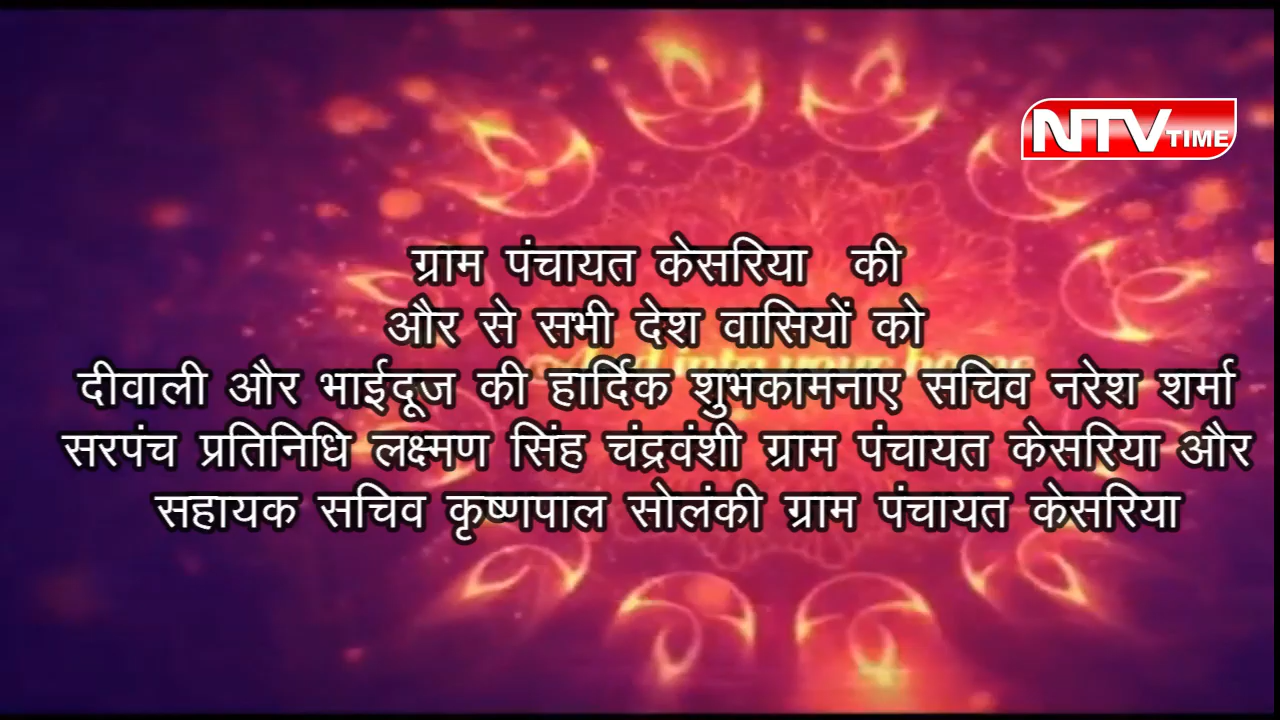 NTV TIME
ग्राम पंचायत केसरिया की
और से सभी देश वासियों को
दीवाली और भाईदूज की हार्दिक शुभकामनाए सचिव नरेश शर्मा
सरपंच प्रतिनिधि लक्ष्मण सिंह चंद्रवंशी ग्राम पंचायत केसरिया और
सहायक सचिव कृष्णपाल सोलंकी ग्राम पंचायत केसरिया